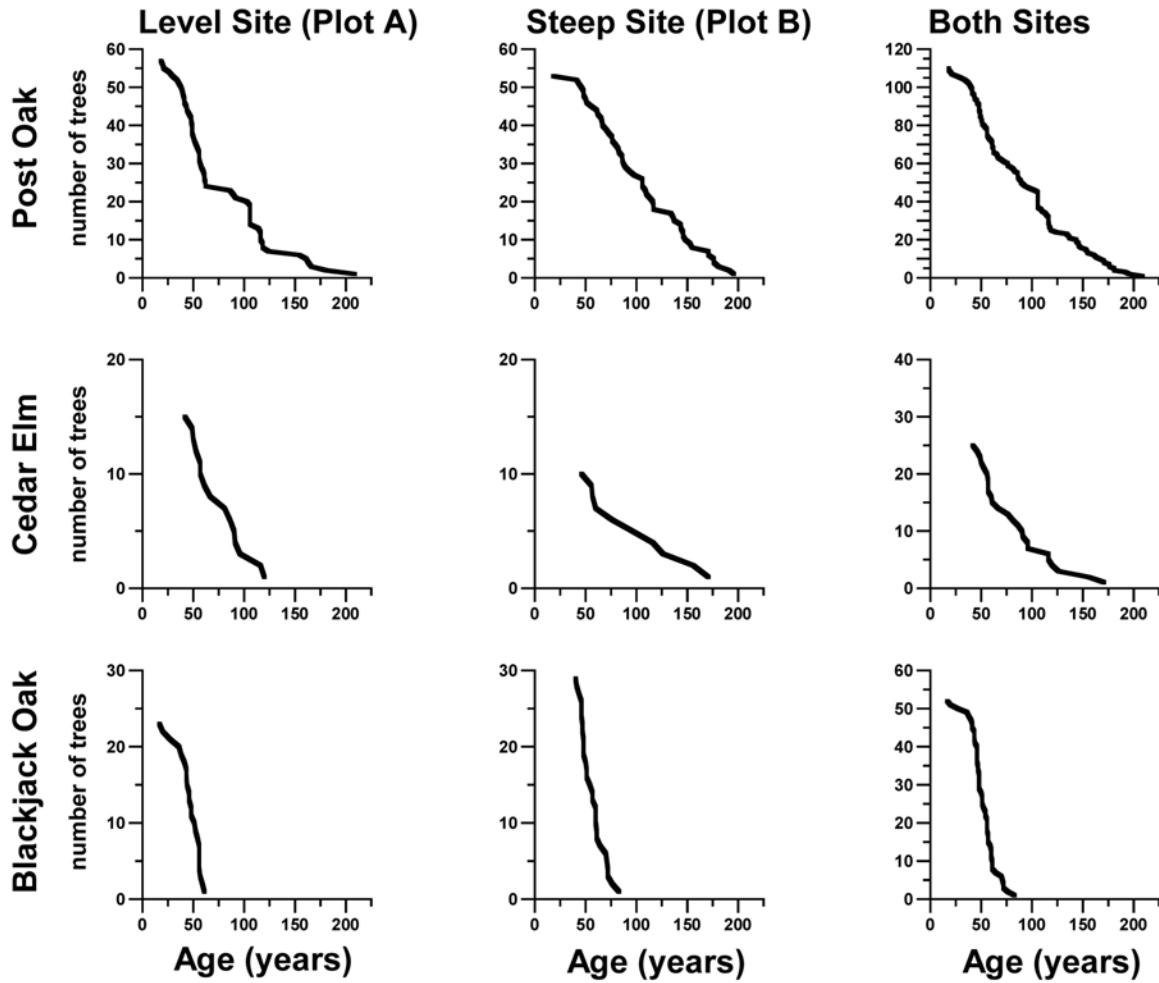 Level Site (Plot A)
Steep Site (Plot B)
Both Sites
Post Oak
number of trees
60
50
40
30
20
10
0
0 50 100 150 200
60
50
40
30
20
10
0
0 50 100 150 200
120
100
80
60
40
20
0
0 50 100 150 200
Cedar Elm
number of trees
20
10
0
0 50 100 150 200
20
10
0
0 50 100 150 200
40
30
20
10
0
0 50 100 150 200
Blackjack Oak
number of trees
30
20
10
0
0 50 100 150 200
30
20
10
0
0 50 100 150 200
60
50
40
30
20
10
0
0 50 100 150 200
Age (years)
Age (years)
Age (years)